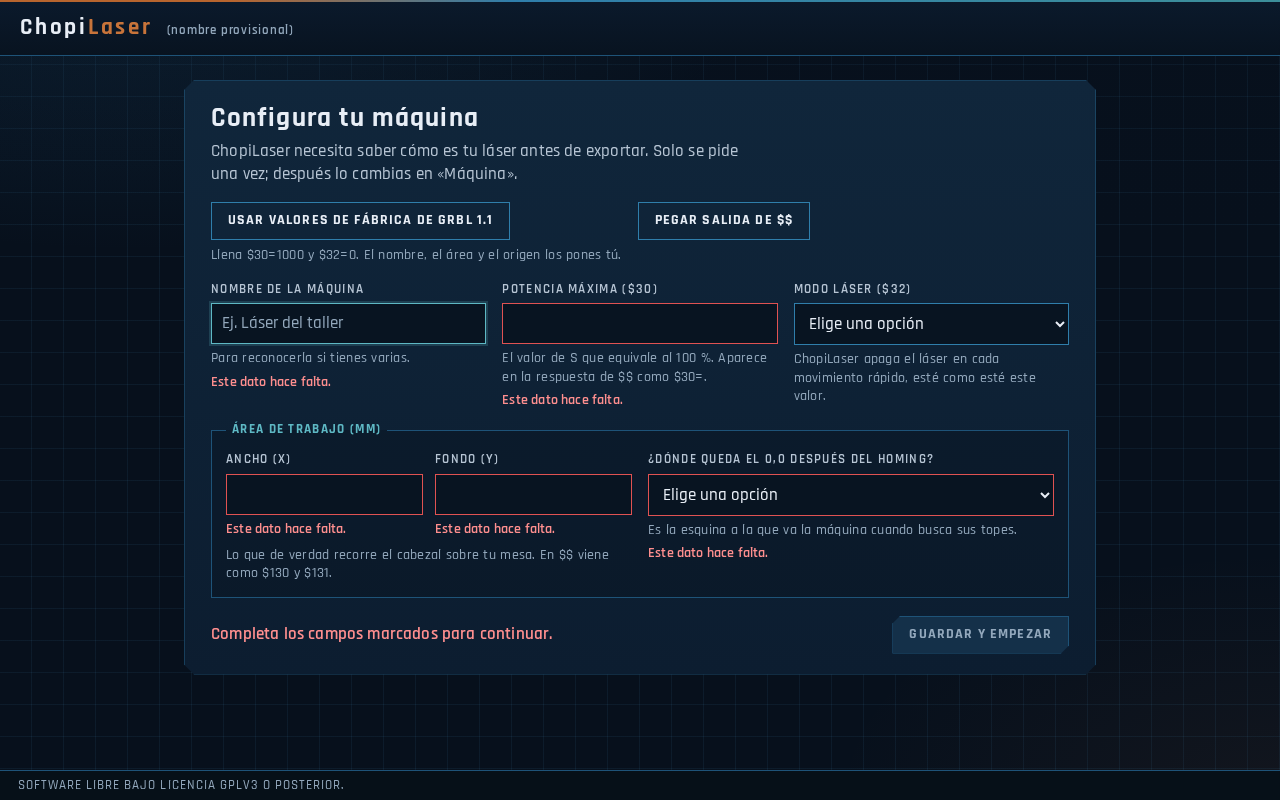 ChopiLaser (nombre provisional)
Configura tu máquina
ChopiLaser necesita saber cómo es tu láser antes de exportar. Solo se pide
una vez; después lo cambias en «Máquina».
USAR VALORES DE FÁBRICA DE GRBL 1.1
PEGAR SALIDA DE $$
Llena $30=1000 y $32=0. El nombre, el área y el origen los pones tú.
NOMBRE DE LA MÁQUINA
Ej. Láser del taller
Para reconocerla si tienes varias.
Este dato hace falta.
POTENCIA MÁXIMA ($30)
El valor de S que equivale al 100 %. Aparece
en la respuesta de $$ como $30=.
Este dato hace falta.
MODO LÁSER ($32)
Elige una opción
ChopiLaser apaga el láser en cada
movimiento rápido, esté como esté este
valor.
ÁREA DE TRABAJO (MM)
ANCHO (X)
Este dato hace falta.
FONDO (Y)
Este dato hace falta.
Lo que de verdad recorre el cabezal sobre tu mesa. En $$ viene
como $130 y $131.
¿DÓNDE QUEDA EL 0,0 DESPUÉS DEL HOMING?
Elige una opción
Es la esquina a la que va la máquina cuando busca sus topes.
Este dato hace falta.
Completa los campos marcados para continuar.
GUARDAR Y EMPEZAR
SOFTWARE LIBRE BAJO LICENCIA GPLV3 O POSTERIOR.